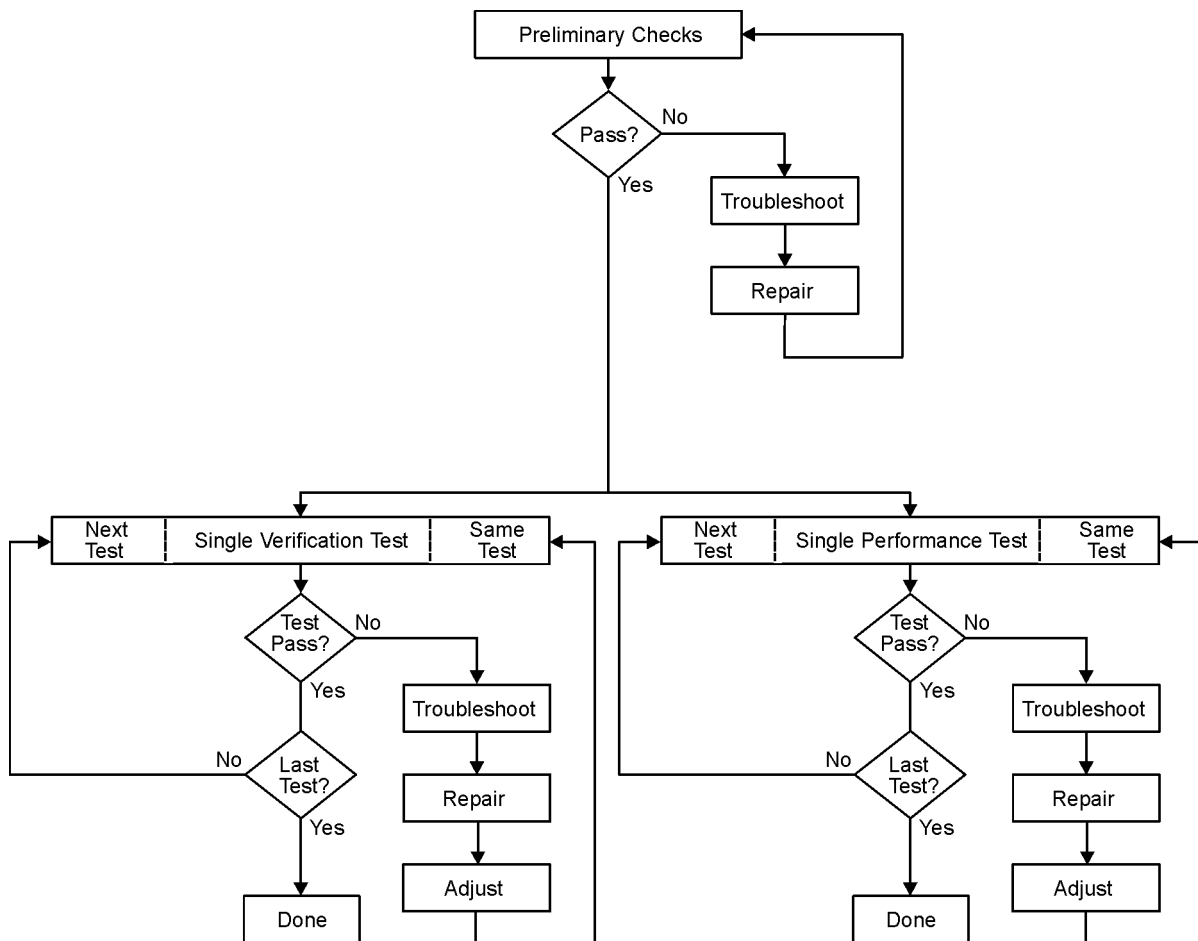 Preliminary Checks
Pass?
No
Yes
Troubleshoot
Repair
Next
Test
Single Verification Test
Same
Test
Test
Pass?
No
Yes
Troubleshoot
Last
Test?
No
Yes
Repair
Adjust
Done
Next
Test
Single Performance Test
Same
Test
Test
Pass?
No
Yes
Troubleshoot
Last
Test?
No
Yes
Repair
Adjust
Done